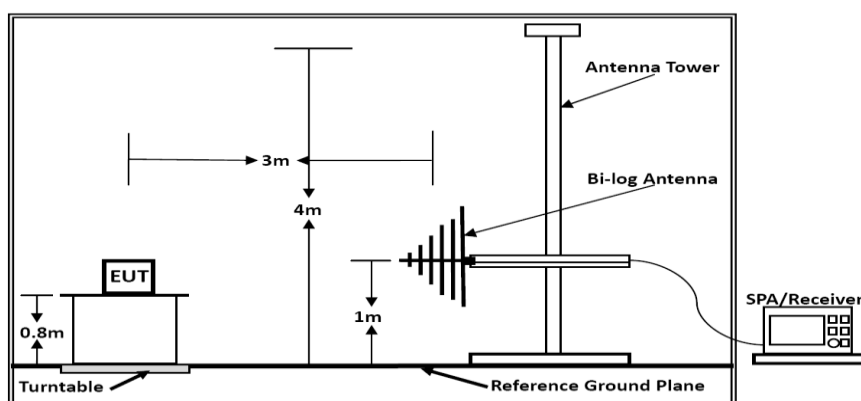 Antenna Tower
3m
Bi-log Antenna
4m
EUT
1m
0.8m
SPA/Receiver
Turntable
Reference Ground Plane